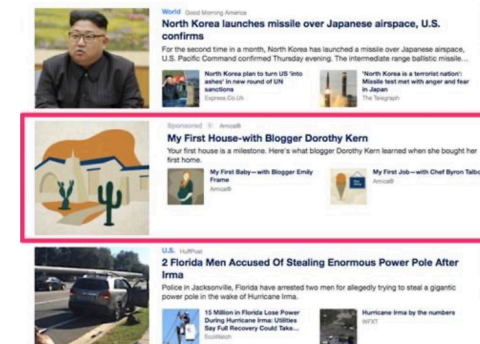 World Good Morning America
North Korea launches missile over Japanese airspace, U.S.
confirms
For the second time in a month, North Korea has launched a missile over Japanese airspace,
U.S. Pacific Command confirmed Thursday evening. The intermediate range ballistic missile...
North Korea plan to turn US 'into
ashes' in new round of UN
sanctions
Express.Co.Uk
'North Korea is a terrorist nation':
Missile test met with anger and fear
in Japan
The Telegraph
Sponsored Amica®
My First House-with Blogger Dorothy Kern
Your first house is a milestone. Here's what blogger Dorothy Kern learned when she bought her
first home.
My First Baby—with Blogger Emily
Frame
Amica®
My First Job—with Chef Byron Talbo
Amica®
U.S. HuffPost
2 Florida Men Accused Of Stealing Enormous Power Pole After
Irma
Police in Jacksonville, Florida have arrested two men for allegedly trying to steal a gigantic
power pole in the wake of Hurricane Irma.
15 Million in Florida Lose Power
During Hurricane Irma: Utilities
Say Full Recovery Could Take...
EcoWatch
Hurricane Irma by the numbers
WFXT